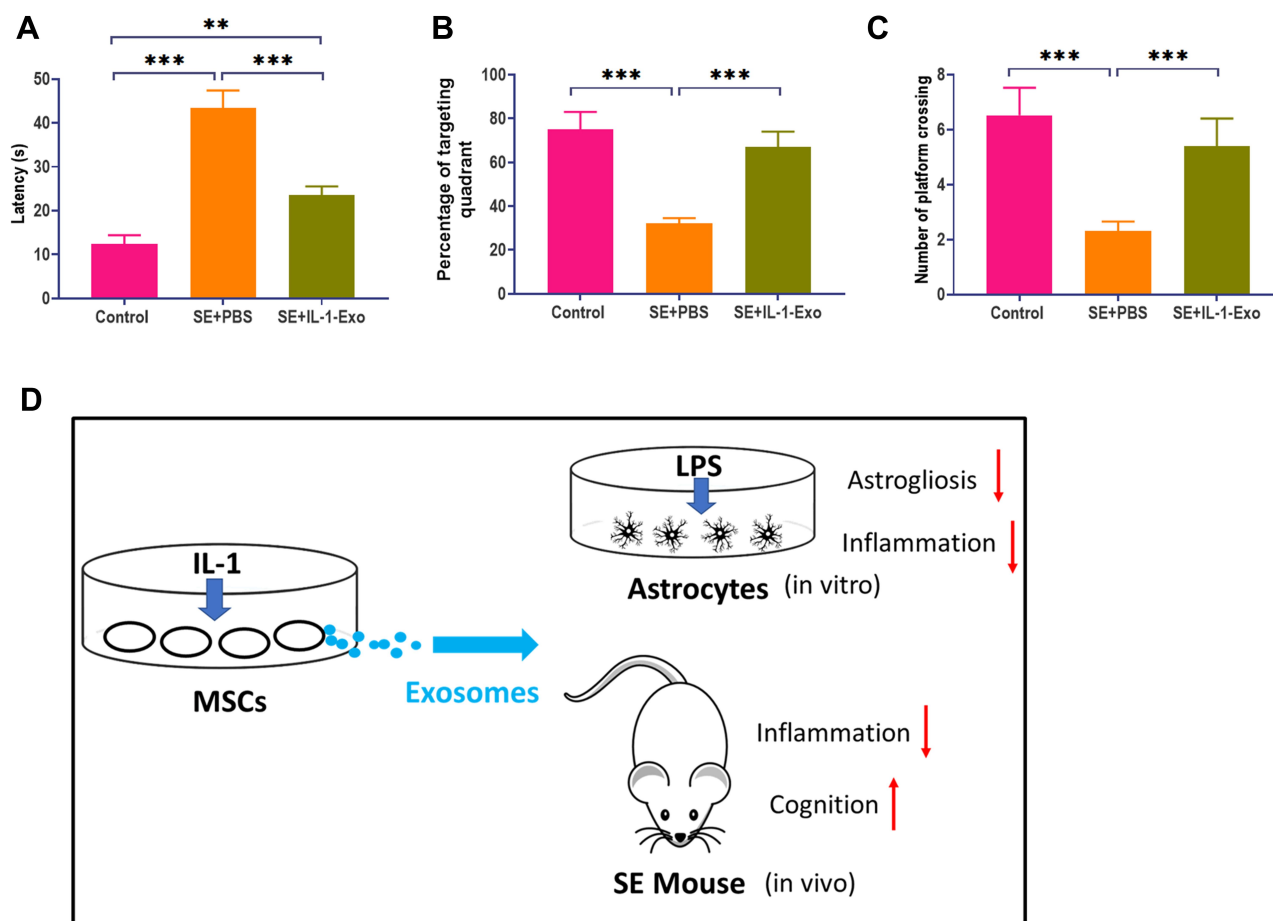 A
**
***
***
Latency (s)
50
40
30
20
10
0
Control
SE+PBS
SE+IL-1-Exo
B
***
***
Percentage of targeting
quadrant
100
80
60
40
20
0
Control
SE+PBS
SE+IL-1-Exo
C
***
***
Number of platform crossing
8
6
4
2
0
Control
SE+PBS
SE+IL-1-Exo
D
IL-1
MSCs
Exosomes
LPS
Astrocytes (in vitro)
Astrogliosis
Inflammation
Inflammation
Cognition
SE Mouse (in vivo)